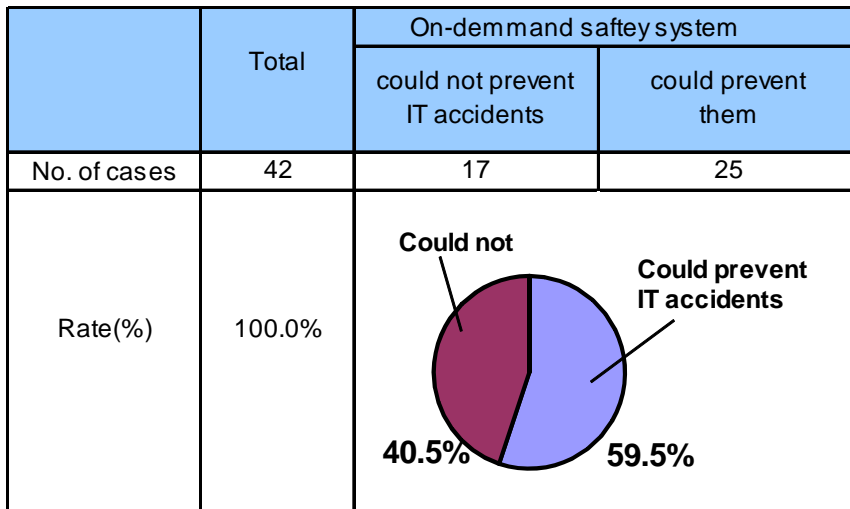 Total
On-demmand saftey system
could not prevent
IT accidents
could prevent
them
No. of cases
42
17
25
Rate(%)
100.0%
Could not
Could prevent
IT accidents
40.5%
59.5%